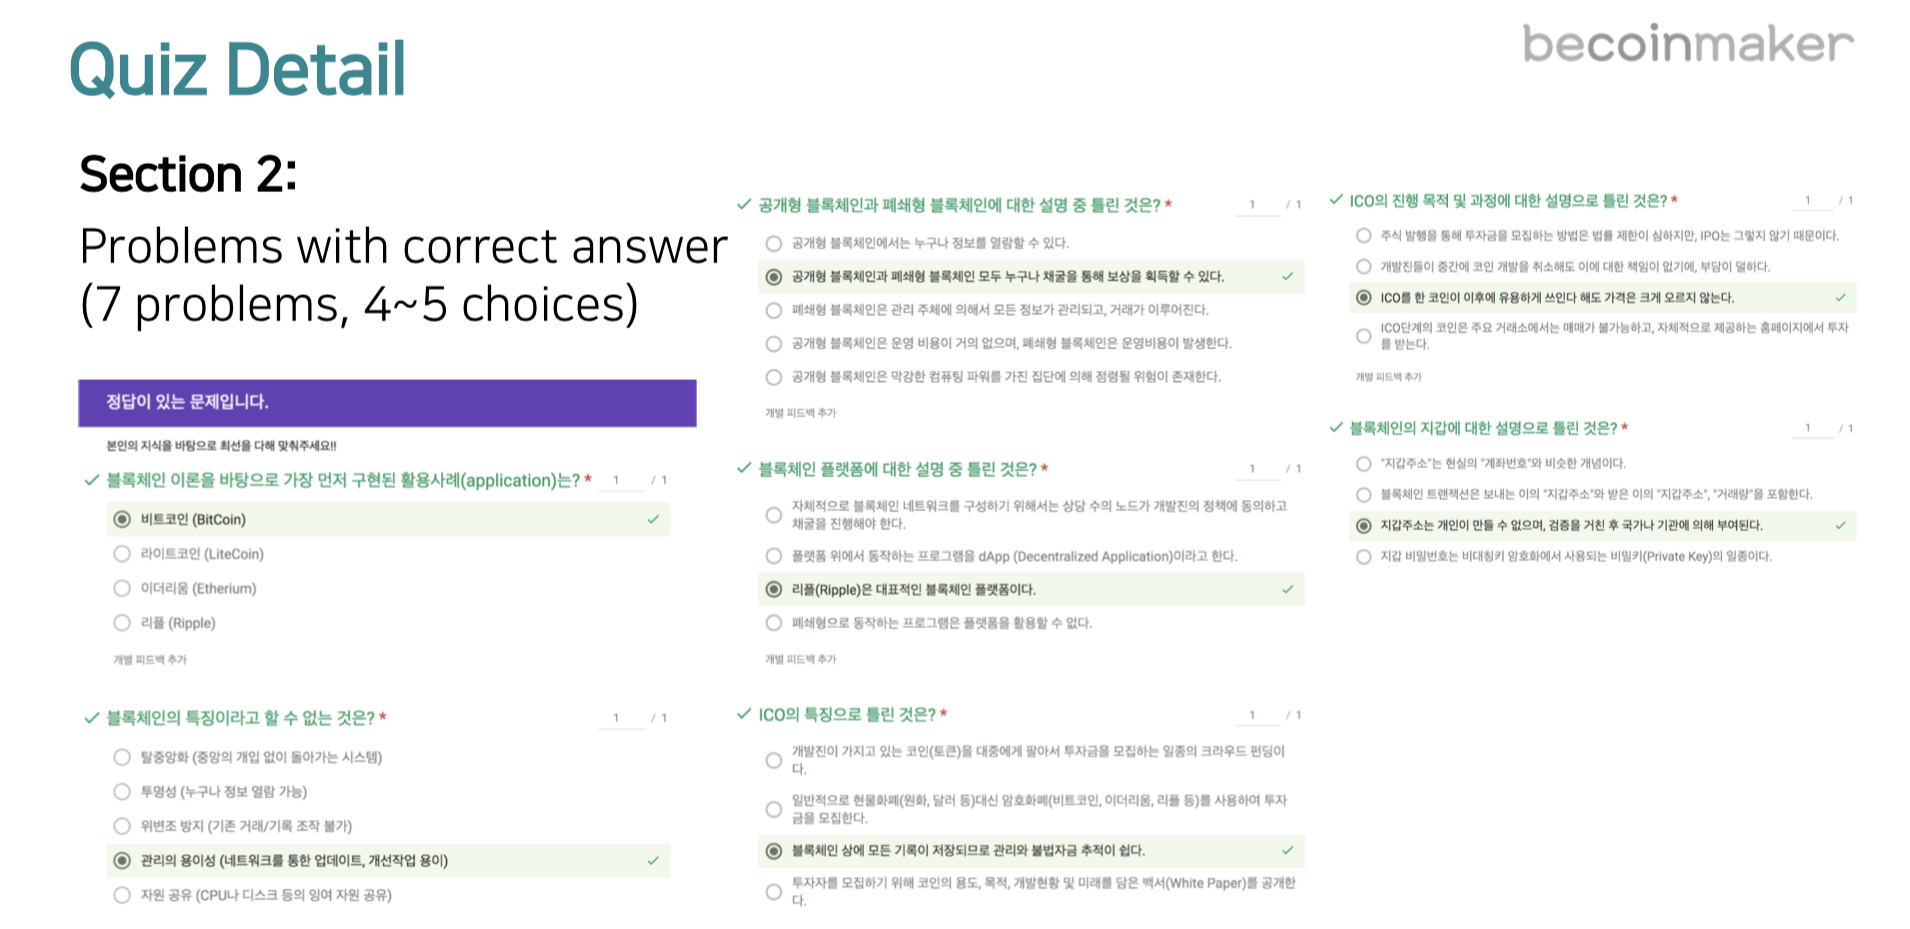 Quiz Detail
becoinmaker
Section 2:
Problems with correct answer
(7 problems, 4~5 choices)
정답이 있는 문제입니다.
본인의 지식을 바탕으로 최선을 다해 맞춰주세요!!
블록체인 이론을 바탕으로 가장 먼저 구현된 활용사례(application)는? * 1 / 1
비트코인 (BitCoin)
라이트코인 (LiteCoin)
이더리움 (Etherium)
리플 (Ripple)
개별 피드백 추가
블록체인의 특징이라고 할 수 없는 것은? * 1 / 1
탈중앙화 (중앙의 개입 없이 돌아가는 시스템)
투명성 (누구나 정보 열람 가능)
위변조 방지 (기존 거래/기록 조작 불가)
관리의 용이성 (네트워크를 통한 업데이트, 개선작업 용이)
자원 공유 (CPU나 디스크 등의 잉여 자원 공유)
공개형 블록체인과 폐쇄형 블록체인에 대한 설명 중 틀린 것은? * 1 / 1
공개형 블록체인에서는 누구나 정보를 열람할 수 있다.
공개형 블록체인과 폐쇄형 블록체인 모두 누구나 채굴을 통해 보상을 획득할 수 있다.
폐쇄형 블록체인은 관리 주체에 의해서 모든 정보가 관리되고, 거래가 이루어진다.
공개형 블록체인은 운영 비용이 거의 없으며, 폐쇄형 블록체인은 운영비용이 발생한다.
공개형 블록체인은 막강한 컴퓨팅 파워를 가진 집단에 의해 점령될 위험이 존재한다.
개별 피드백 추가
블록체인 플랫폼에 대한 설명 중 틀린 것은? * 1 / 1
자체적으로 블록체인 네트워크를 구성하기 위해서는 상당 수의 노드가 개발진의 정책에 동의하고
채굴을 진행해야 한다.
플랫폼 위에서 동작하는 프로그램을 dApp (Decentralized Application)이라고 한다.
리플(Ripple)은 대표적인 블록체인 플랫폼이다.
폐쇄형으로 동작하는 프로그램은 플랫폼을 활용할 수 없다.
개별 피드백 추가
ICO의 특징으로 틀린 것은? * 1 / 1
개발진이 가지고 있는 코인(토큰)을 대중에게 팔아서 투자금을 모집하는 일종의 크라우드 펀딩이
다.
일반적으로 현물화폐(원화, 달러 등)대신 암호화폐(비트코인, 이더리움, 리플 등)를 사용하여 투자
금을 모집한다.
블록체인 상에 모든 기록이 저장되므로 관리와 불법자금 추적이 쉽다.
투자자를 모집하기 위해 코인의 용도, 목적, 개발현황 및 미래를 담은 백서(White Paper)를 공개한
다.
ICO의 진행 목적 및 과정에 대한 설명으로 틀린 것은? * 1 / 1
주식 발행을 통해 투자금을 모집하는 방법은 법률 제한이 심하지만, IPO는 그렇지 않기 때문이다.
개발진들이 중간에 코인 개발을 취소해도 이에 대한 책임이 없기에, 부담이 덜하다.
ICO를 한 코인이 이후에 유용하게 쓰인다 해도 가격은 크게 오르지 않는다.
ICO단계의 코인은 주요 거래소에서는 매매가 불가능하고, 자체적으로 제공하는 홈페이지에서 투자
를 받는다.
개별 피드백 추가
블록체인의 지갑에 대한 설명으로 틀린 것은? * 1 / 1
"지갑주소"는 현실의 "계좌번호"와 비슷한 개념이다.
블록체인 트랜잭션은 보내는 이의 "지갑주소"와 받은 이의 "지갑주소", "거래량"을 포함한다.
지갑주소는 개인이 만들 수 없으며, 검증을 거친 후 국가나 기관에 의해 부여된다.
지갑 비밀번호는 비대칭키 암호화에서 사용되는 비밀키(Private Key)의 일종이다.